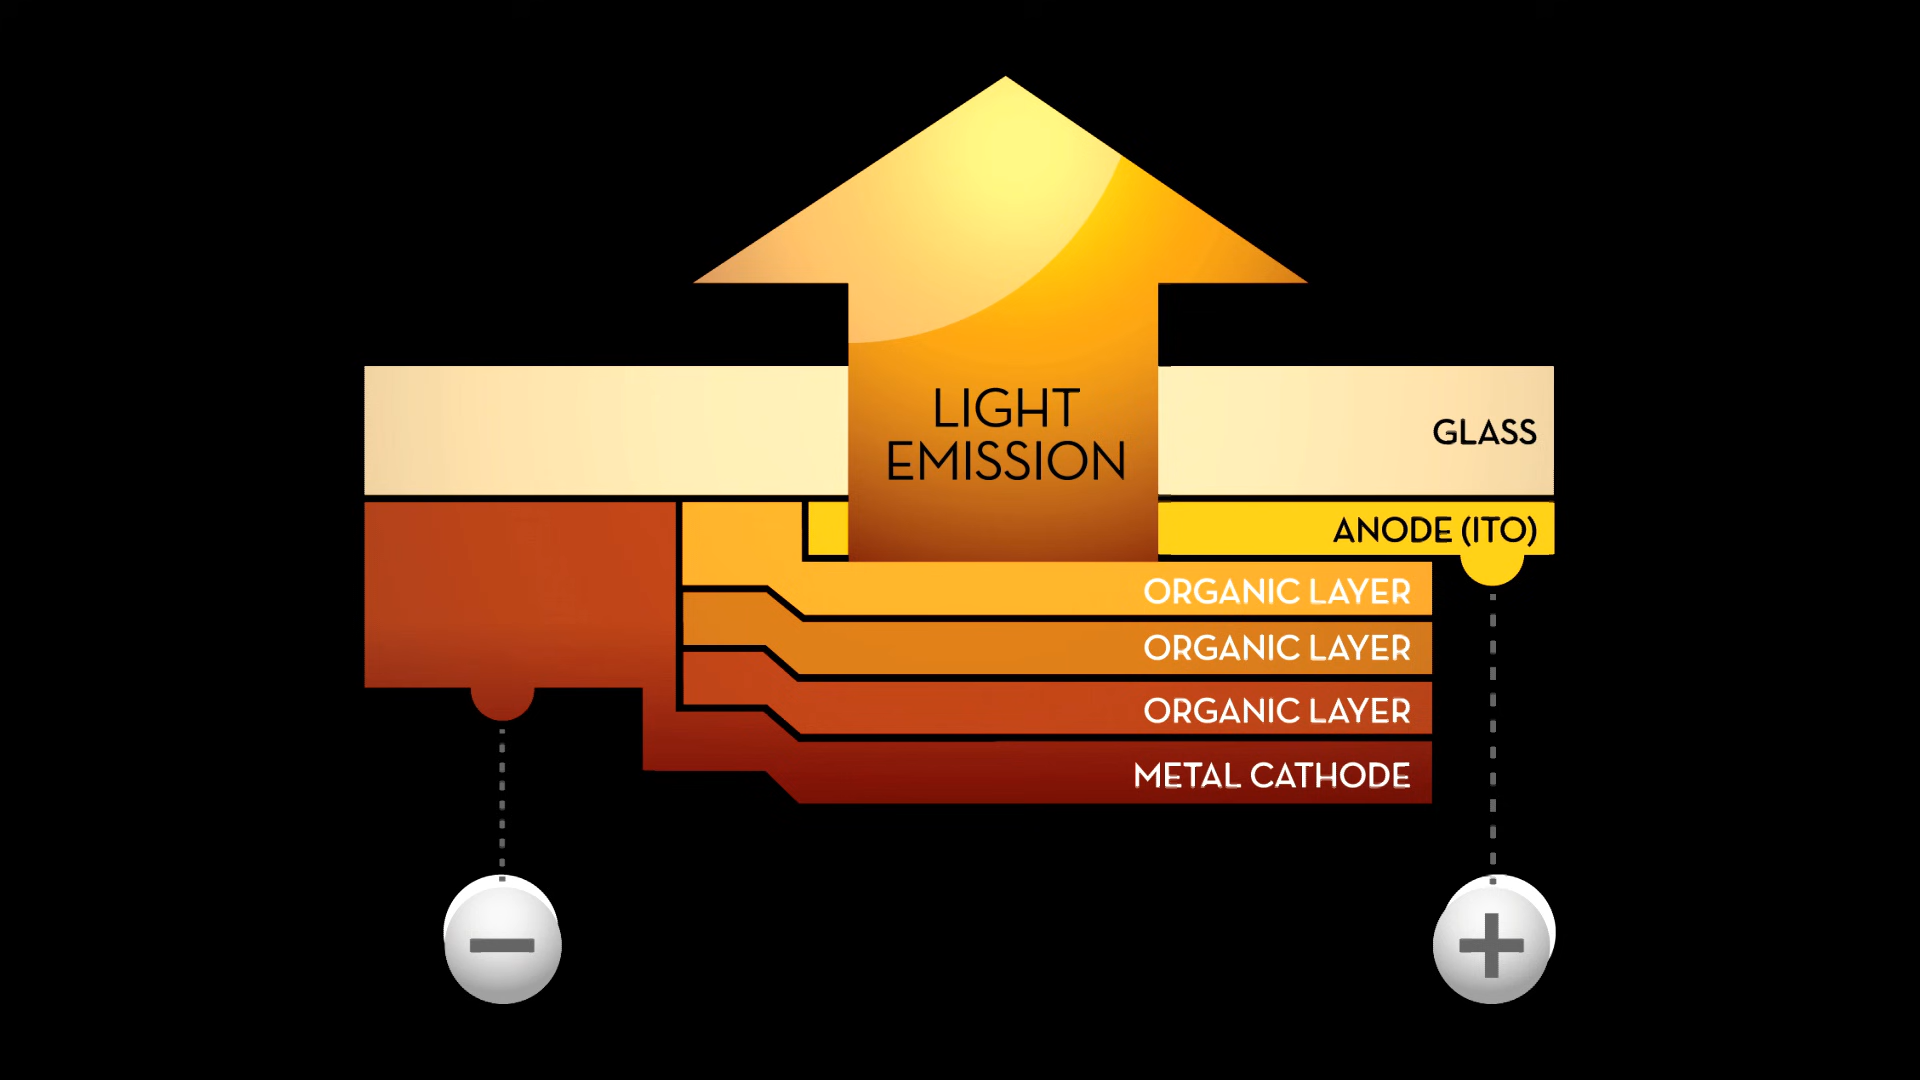 LIGHT
EMISSION
GLASS
ANODE (ITO)
ORGANIC LAYER
ORGANIC LAYER
ORGANIC LAYER
METAL CATHODE